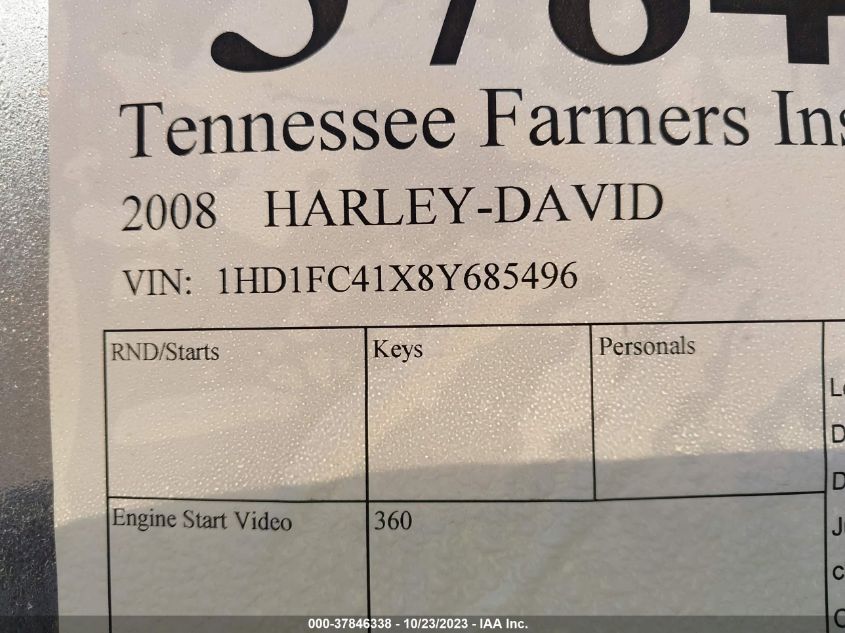 Tennessee Farmers
2008 HARLEY-DAVID
VIN: 1HD1FC41X8Y685496
RND/Starts Keys Personals
Engine Start Video 360
000-37846338 - 10/23/2023 - IAA Inc.